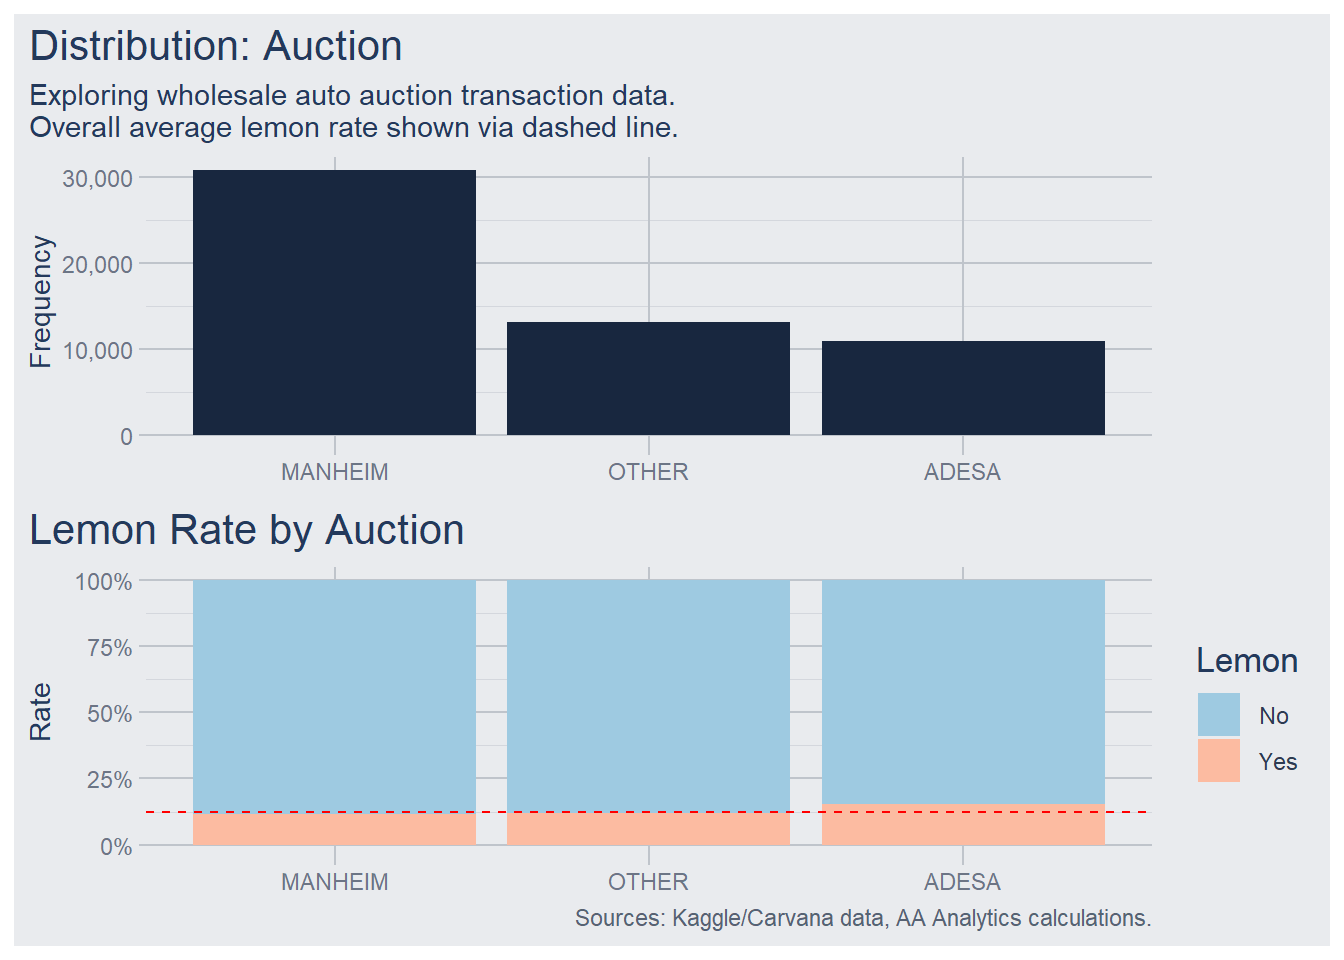 Distribution: Auction
Exploring wholesale auto auction transaction data.
Overall average lemon rate shown via dashed line.
Frequency
30,000
20,000
10,000
0
MANHEIM OTHER ADESA
Lemon Rate by Auction
Rate
100%
75%
50%
25%
0%
MANHEIM OTHER ADESA
Lemon
No
Yes
Sources: Kaggle/Carvana data, AA Analytics calculations.